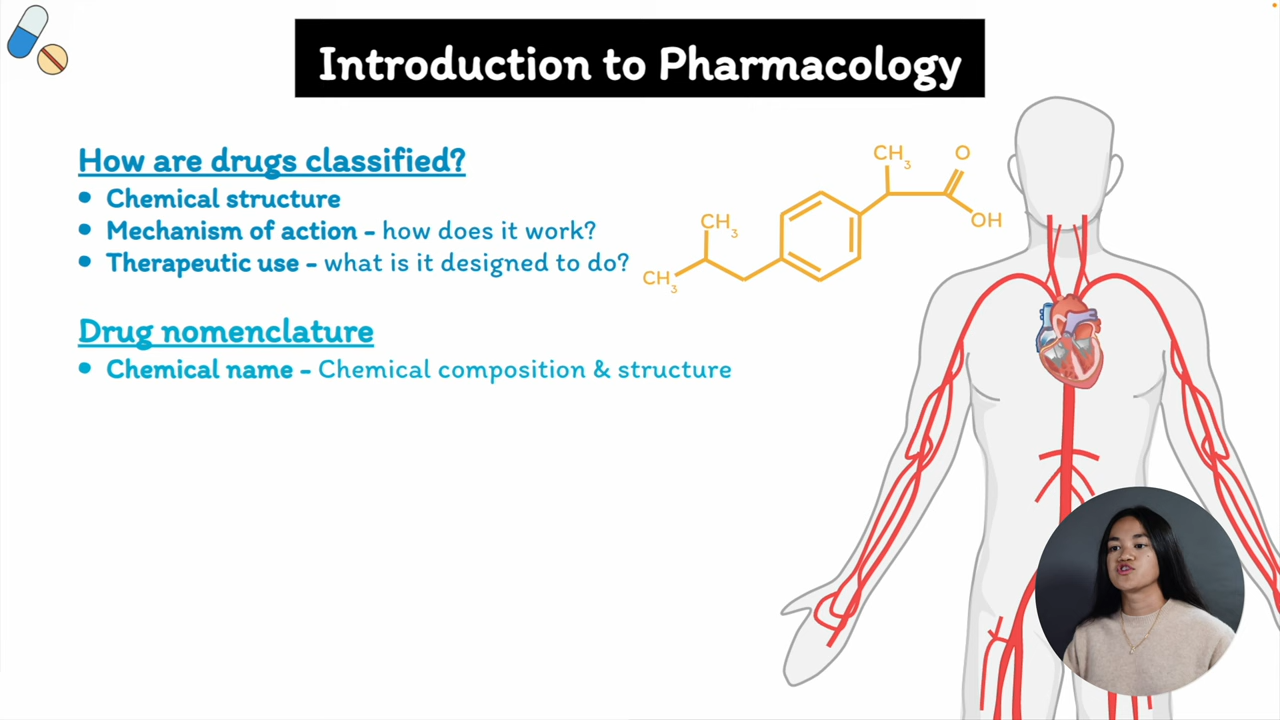 Introduction to Pharmacology
How are drugs classified?
• Chemical structure
• Mechanism of action - how does it work?
• Therapeutic use - what is it designed to do?
Drug nomenclature
• Chemical name - Chemical composition & structure
CH3
O
OH
CH3
CH3